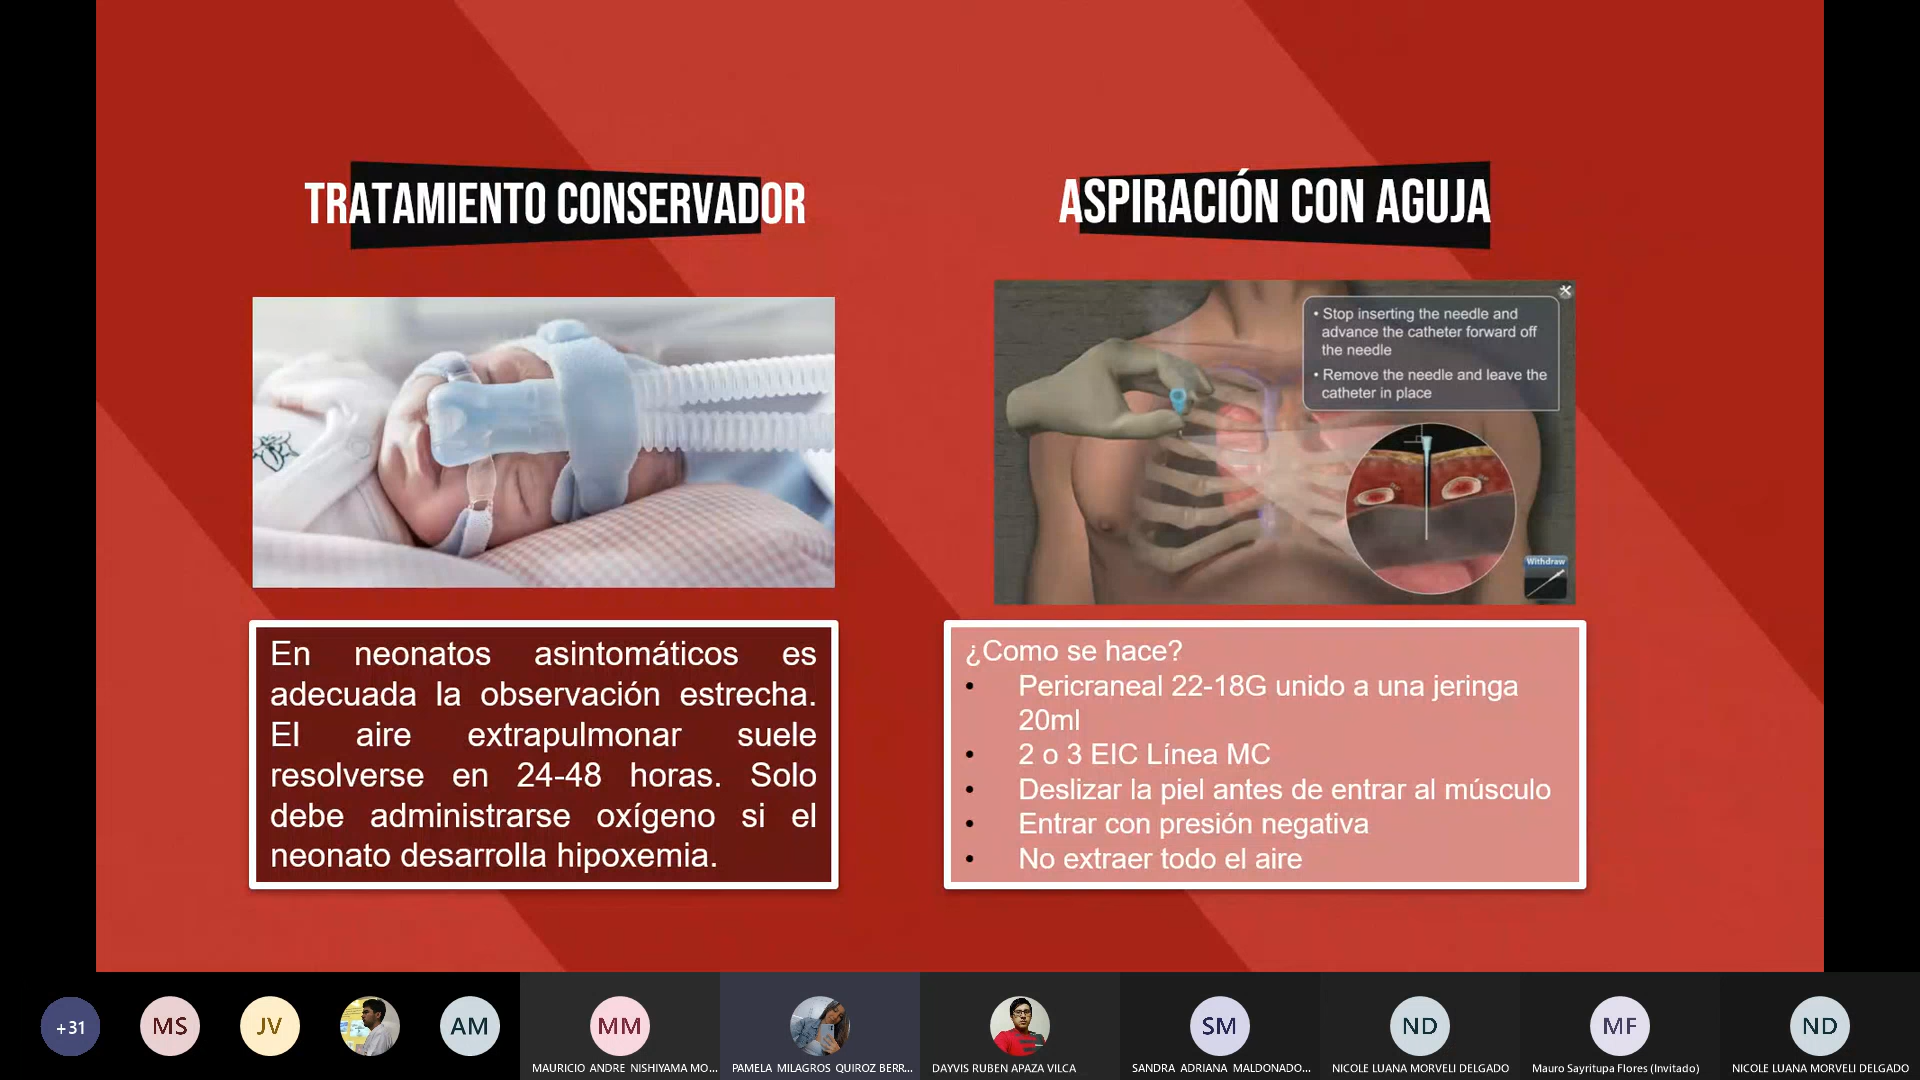 TRATAMIENTO CONSERVADOR
En neonatos asintomáticos es
adecuada la observación estrecha.
El aire extrapulmonar suele
resolverse en 24-48 horas. Solo
debe administrarse oxígeno si el
neonato desarrolla hipoxemia.
ASPIRACIÓN CON AGUJA
• Stop inserting the needle and
advance the catheter forward off
the needle
• Remove the needle and leave the
catheter in place
Withdraw
¿Como se hace?
• Pericraneal 22-18G unido a una jeringa
20ml
• 2 o 3 EIC Línea MC
• Deslizar la piel antes de entrar al músculo
• Entrar con presión negativa
• No extraer todo el aire
+31
MS
JV
AM
MM
MAURICIO ANDRE NISHIYAMA MO...
PAMELA MILAGROS QUIROZ BERR...
DAYVIS RUBEN APAZA VILCA
SM
SANDRA ADRIANA MALDONADO...
ND
NICOLE LUANA MORVELI DELGADO
MF
Mauro Sayritupa Flores (Invitado)
ND
NICOLE LUANA MORVELI DELGADO